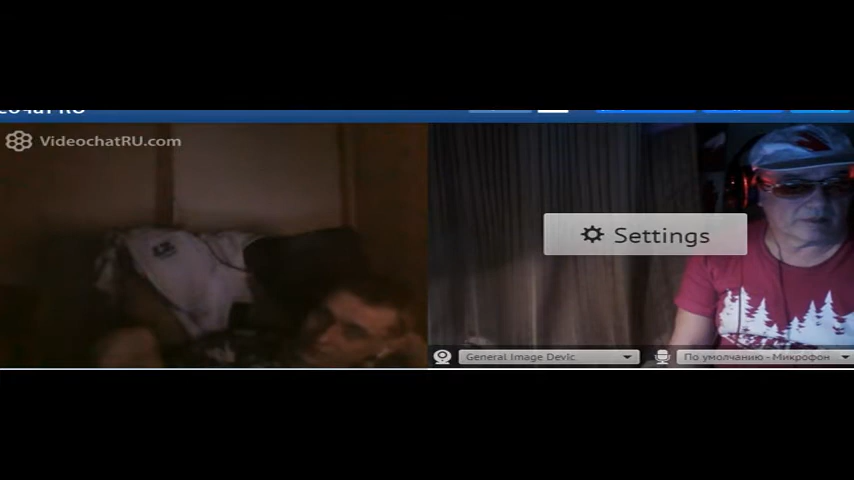 VideochatRU.com
Settings
General Image Devic
По умолчанию - Микрофон